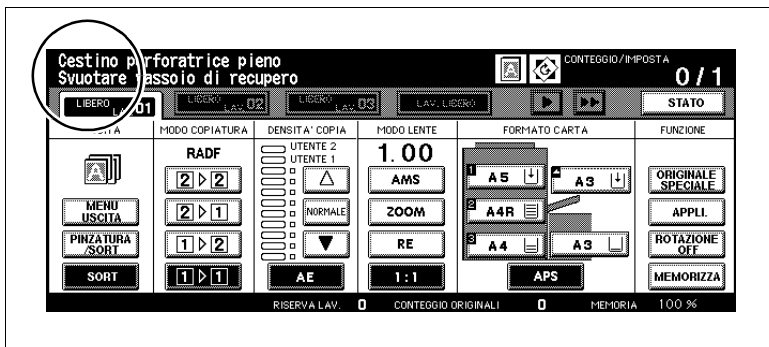 Cestino perforatrice pieno
Svuotare vassoio di recupero
CONTEGGIO/IMPOSTA
0/1
LIBERO LAV.01
LIBERO LAV.02
LIBERO LAV.03
LAV. LIBERO
STATO
MODO COPIATURA
DENSITA' COPIA
MODO LENTE
FORMATO CARTA
FUNZIONE
RADF
UTENTE 2
UTENTE 1
1.00
A
2 2
AMS
1 A5
A3
ORIGINALE SPECIALE
MENU USCITA
2 1
NORMALE
ZOOM
2 A4R
APPLI.
PINZATURA /SORT
1 2
RE
3 A4
A3
ROTAZIONE OFF
SORT
1 1
AE
1:1
APS
MEMORIZZA
RISERVA LAV. 0 CONTEGGIO ORIGINALI 0 MEMORIA 100 %